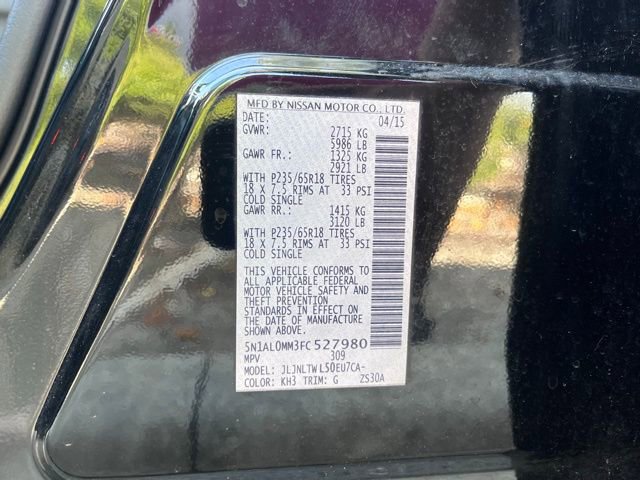 MFD BY NISSAN MOTOR CO., LTD.
DATE: 04/15
GVWR: 2715 KG
5986 LB
GAWR FR.: 1325 KG
2921 LB
WITH P235/65R18 TIRES
18 X 7.5 RIMS AT 33 PSI
COLD SINGLE
GAWR RR.: 1415 KG
3120 LB
WITH P235/65R18 TIRES
18 X 7.5 RIMS AT 33 PSI
COLD SINGLE
THIS VEHICLE CONFORMS TO
ALL APPLICABLE FEDERAL
MOTOR VEHICLE SAFETY AND
THEFT PREVENTION
STANDARDS IN EFFECT ON
THE DATE OF MANUFACTURE
SHOWN ABOVE.
5N1AL0MM3FC527980
MPV 309
MODEL: JLJNLTWL50EU7CA-
COLOR: KH3 TRIM: G ZS30A